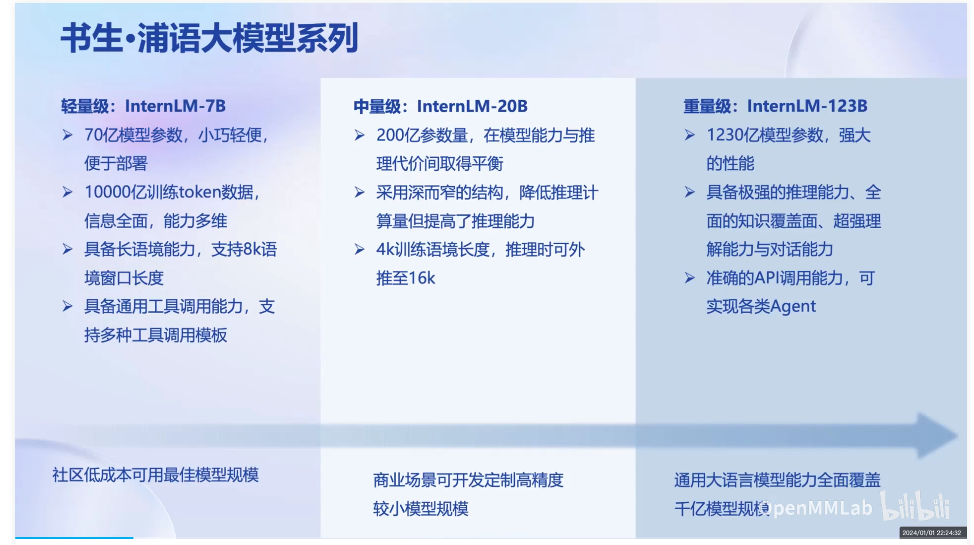 书生·浦语大模型系列
轻量级：InternLM-7B
➢ 70亿模型参数，小巧轻便，
便于部署
➢ 10000亿训练token数据，
信息全面，能力多维
➢ 具备长语境能力，支持8k语
境窗口长度
➢ 具备通用工具调用能力，支
持多种工具调用模板
社区低成本可用最佳模型规模
中量级：InternLM-20B
➢ 200亿参数量，在模型能力与推
理代价间取得平衡
➢ 采用深而窄的结构，降低推理计
算量但提高了推理能力
➢ 4k训练语境长度，推理时可外
推至16k
商业场景可开发定制高精度
较小模型规模
重量级：InternLM-123B
➢ 1230亿模型参数，强大
的性能
➢ 具备极强的推理能力、全
面的知识覆盖面、超强理
解能力与对话能力
➢ 准确的API调用能力，可
实现各类Agent
通用大语言模型能力全面覆盖
千亿模型规模
OpenMMLab bilibili
2024/01/01 22:24:32